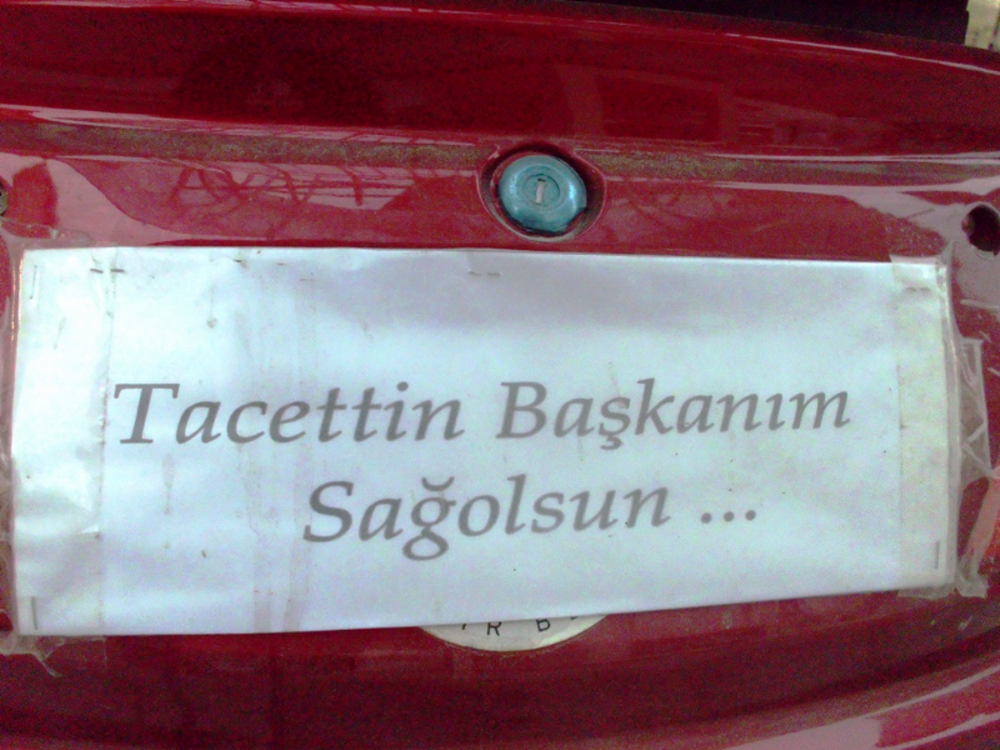 Tacettin Başkanım
Sağolsun ...
R B